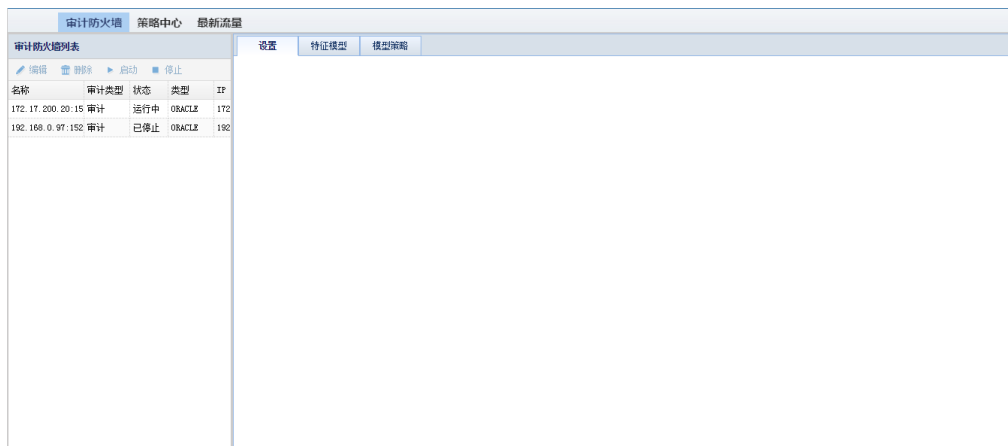 审计防火墙 策略中心 最新流量
审计防火墙列表
设置 特征模型 模型策略
编辑 删除 启动 停止
名称 审计类型 状态 类型 IP
172.17.200.20:15 审计 运行中 ORACLE 172
192.168.0.97:152 审计 已停止 ORACLE 192